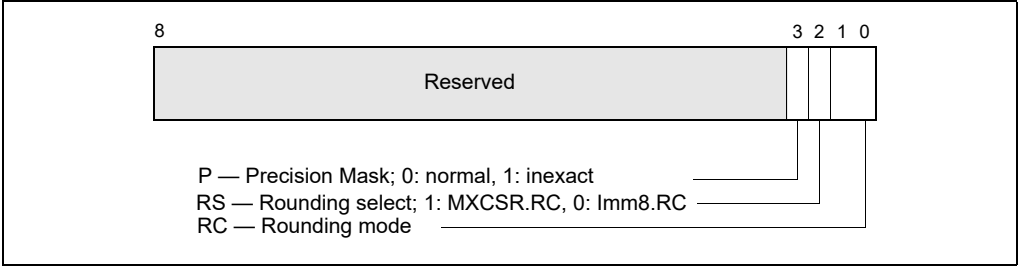 8 3 2 1 0
Reserved
P — Precision Mask; 0: normal, 1: inexact
RS — Rounding select; 1: MXCSR.RC, 0: Imm8.RC
RC — Rounding mode